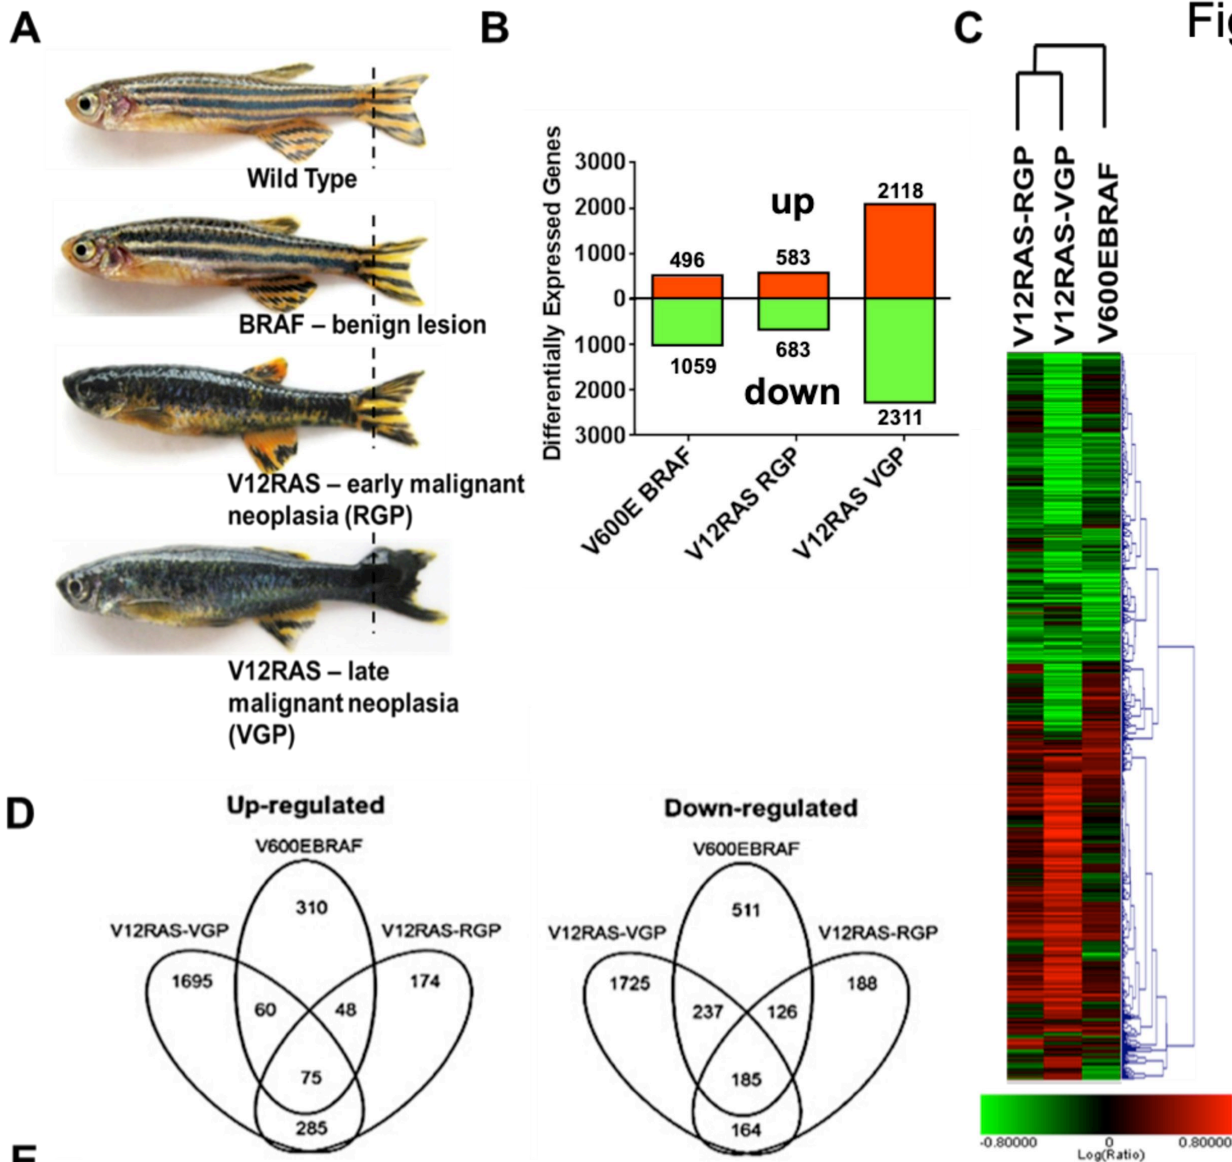 A
Wild Type
BRAF – benign lesion
V12RAS – early malignant
neoplasia (RGP)
V12RAS – late
malignant neoplasia
(VGP)
B
Differentially Expressed Genes
3000
2000
1000
0
1000
2000
3000
up
down
496
583
2118
1059
683
2311
V600E BRAF
V12RAS RGP
V12RAS VGP
C
Fig
V12RAS-RGP
V12RAS-VGP
V600EBRAF
-0.80000
0
0.80000
Log(Ratio)
D
Up-regulated
V600EBRAF
V12RAS-VGP
V12RAS-RGP
310
1695
174
60
48
75
285
Down-regulated
V600EBRAF
V12RAS-VGP
V12RAS-RGP
511
1725
188
237
126
185
164